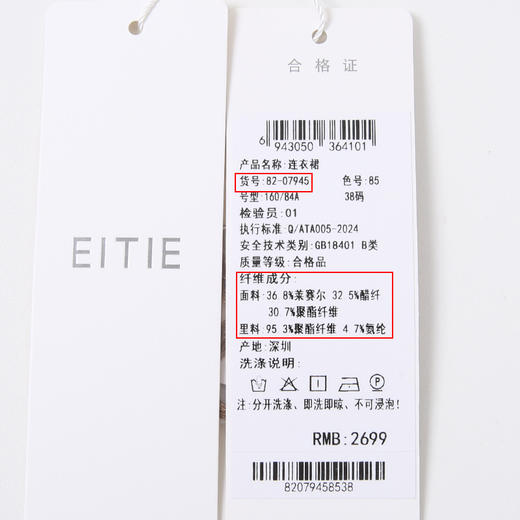 EITIE
合格证
6 943050 364101
产品名称:连衣裙
货号:82-07945 色号:85
号型:160/84A 38码
检验员:01
执行标准:Q/ATA005-2024
安全技术类别:GB18401 B类
质量等级:合格品
纤维成分:
面料:36.8%莱赛尔 32.5%醋纤
30.7%聚酯纤维
里料:95.3%聚酯纤维 4.7%氨纶
产地:深圳
洗涤说明:
P
注:分开洗涤、即洗即晾、不可浸泡!
RMB:2699
82079458538